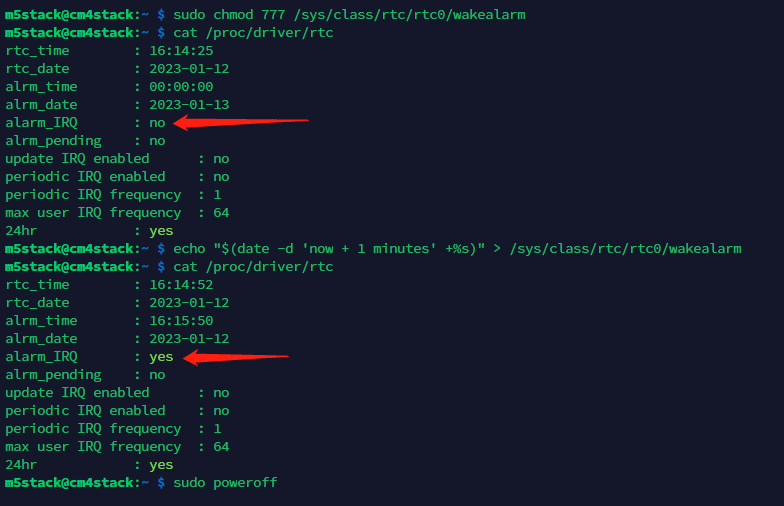 m5stack@cm4stack:~ $ sudo chmod 777 /sys/class/rtc/rtc0/wakealarm
m5stack@cm4stack:~ $ cat /proc/driver/rtc
rtc_time        : 16:14:25
rtc_date        : 2023-01-12
alrm_time       : 00:00:00
alrm_date       : 2023-01-13
alarm_IRQ       : no
alrm_pending    : no
update IRQ enabled      : no
periodic IRQ enabled    : no
periodic IRQ frequency  : 1
max user IRQ frequency  : 64
24hr            : yes
m5stack@cm4stack:~ $ echo "$(date -d 'now + 1 minutes' +%s)" > /sys/class/rtc/rtc0/wakealarm
m5stack@cm4stack:~ $ cat /proc/driver/rtc
rtc_time        : 16:14:52
rtc_date        : 2023-01-12
alrm_time       : 16:15:50
alrm_date       : 2023-01-12
alarm_IRQ       : yes
alrm_pending    : no
update IRQ enabled      : no
periodic IRQ enabled    : no
periodic IRQ frequency  : 1
max user IRQ frequency  : 64
24hr            : yes
m5stack@cm4stack:~ $ sudo poweroff